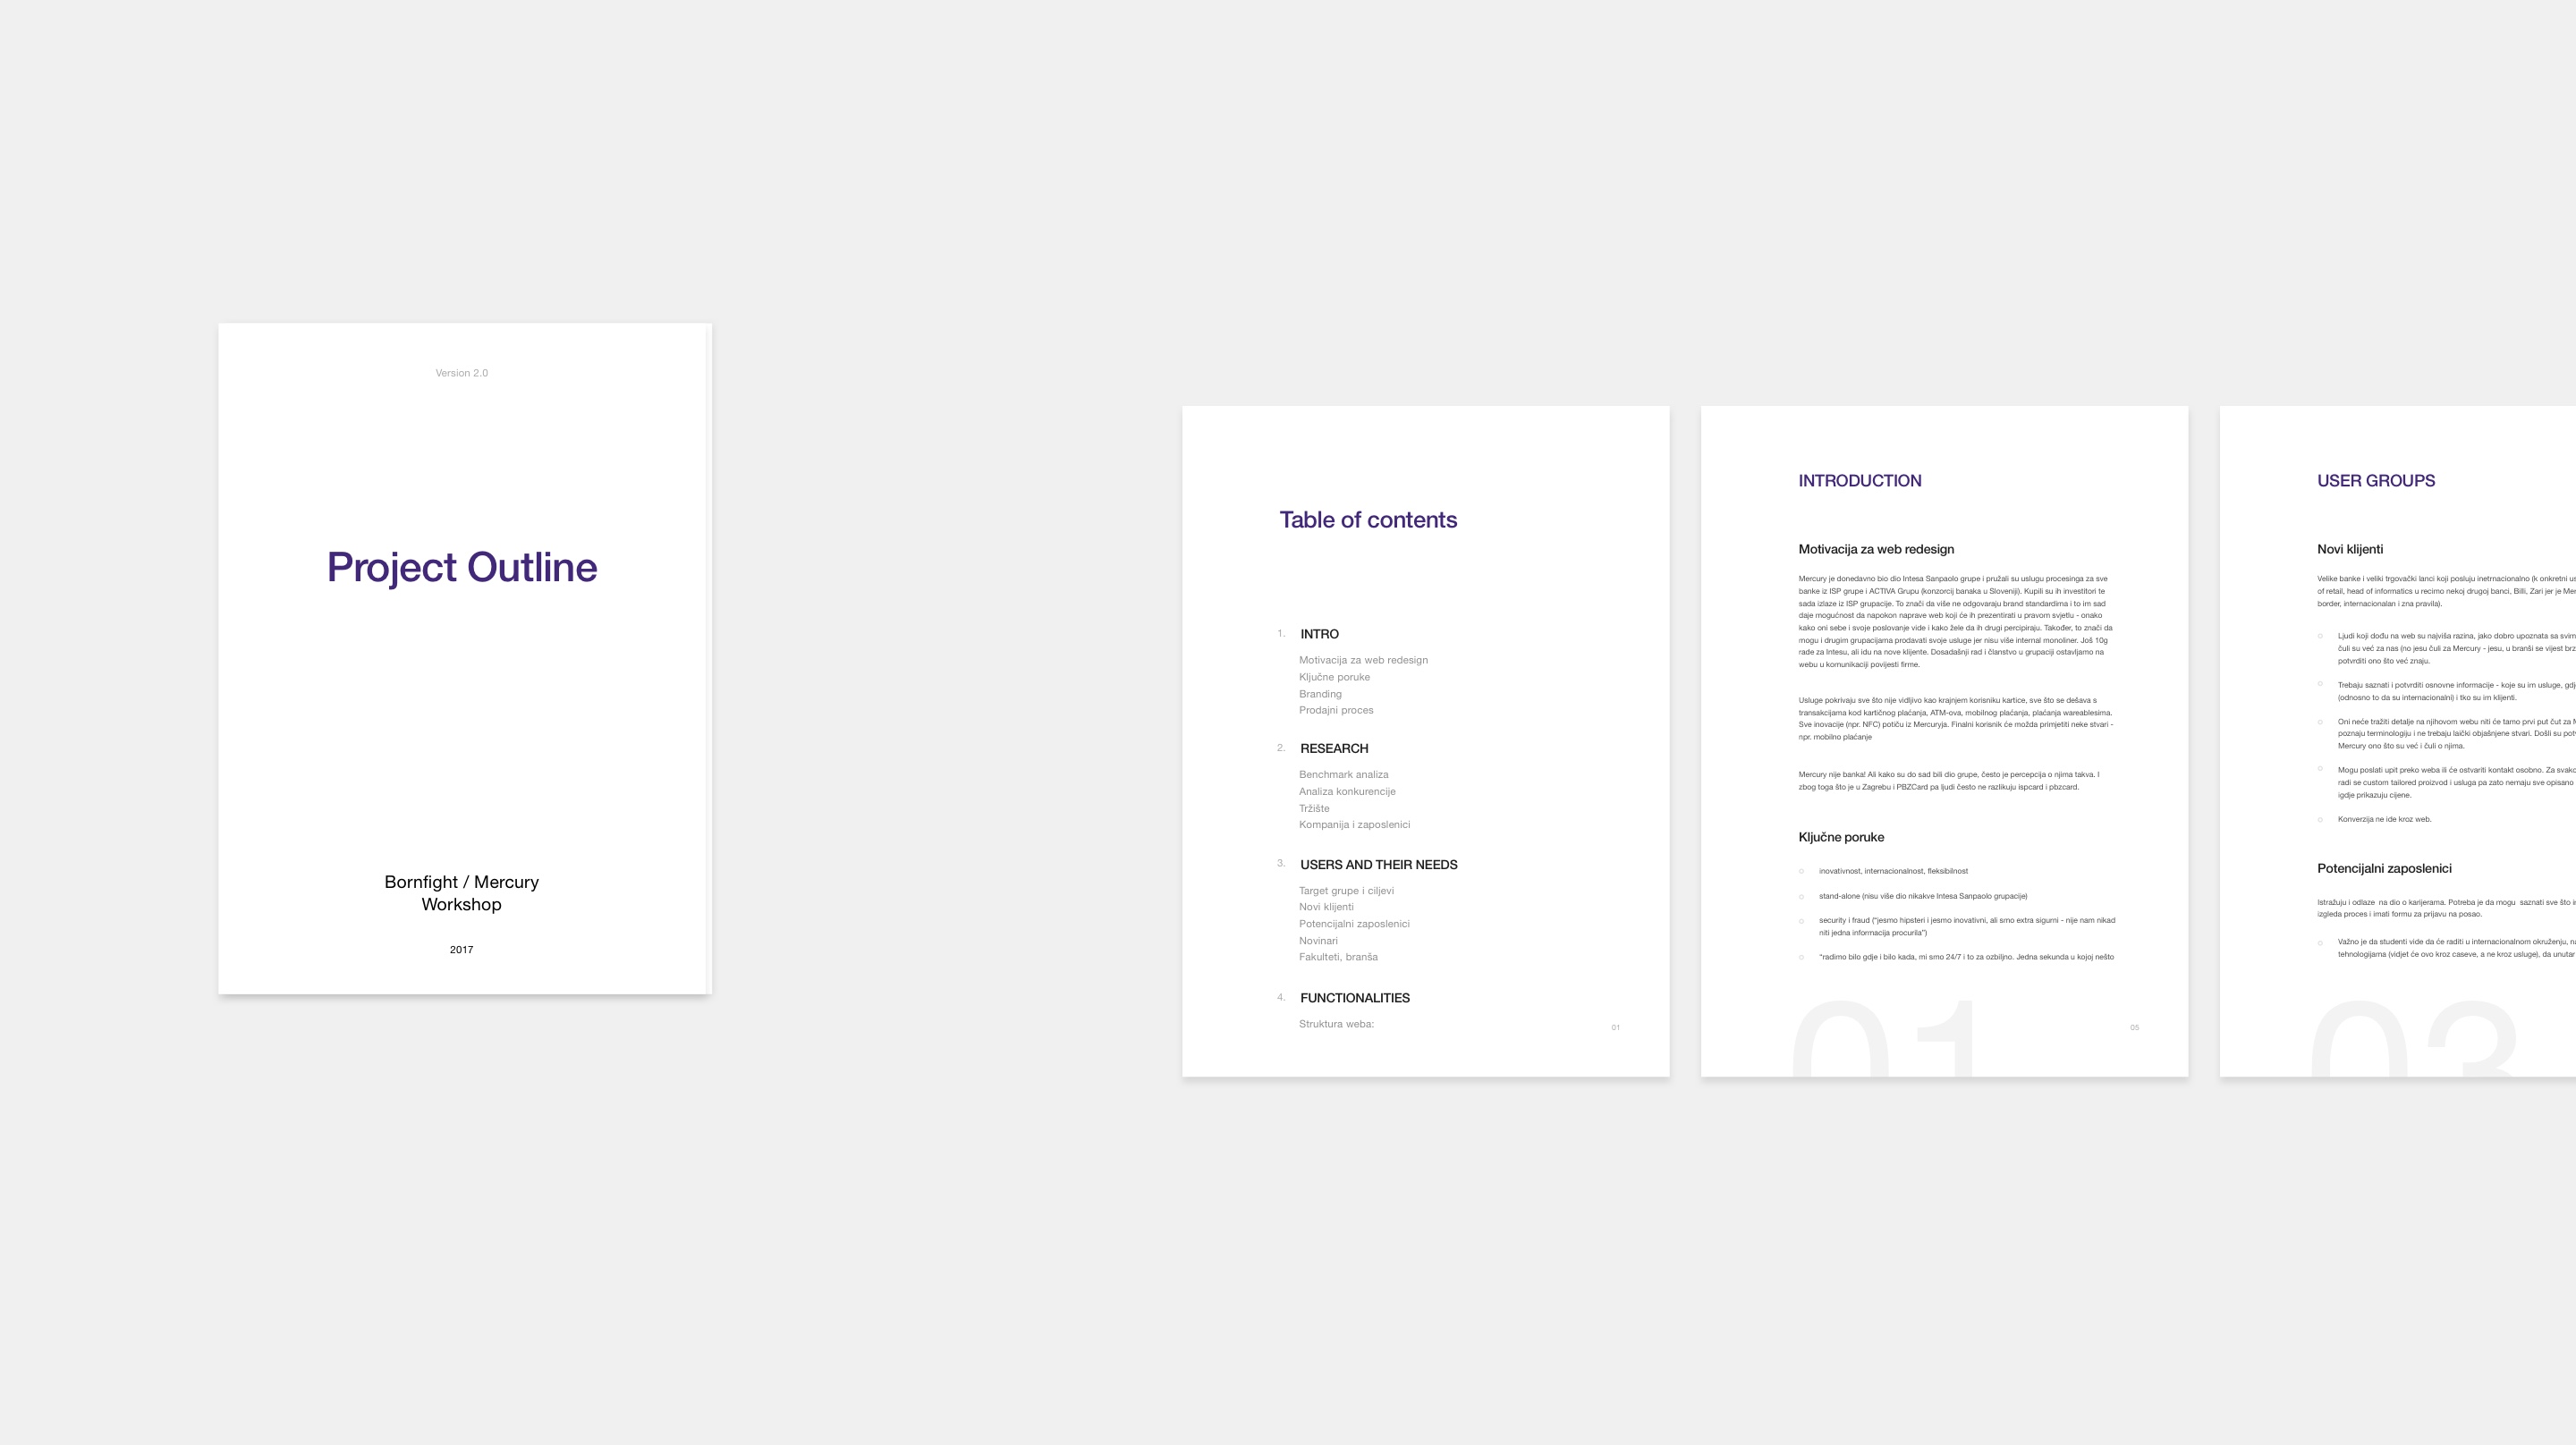 Version 2.0
Project Outline
Bornfight / Mercury
Workshop
2017
Table of contents
1. INTRO
Motivacija za web redesign
Ključne poruke
Branding
Prodajni proces
2. RESEARCH
Benchmark analiza
Analiza konkurencije
Tržište
Kompanija i zaposlenici
3. USERS AND THEIR NEEDS
Target grupe i ciljevi
Novi klijenti
Potencijalni zaposlenici
Novinari
Fakulteti, branša
4. FUNCTIONALITIES
Struktura weba:
01
INTRODUCTION
Motivacija za web redesign
Mercury je donedavno bio dio Intesa Sanpaolo grupe i pružali su uslugu procesinga za sve
banke iz ISP grupe i ACTIVA Grupu (konzorcij banaka u Sloveniji). Kupili su ih investitori te
sada izlaze iz ISP grupacije. To znači da više ne odgovaraju brand standardima i to im sad
daje mogućnost da napokon naprave web koji će ih prezentirati u pravom svjetlu - onako
kako oni sebe i svoje poslovanje vide i kako žele da ih drugi percipiraju. Također, to znači da
mogu i drugim grupacijama prodavati svoje usluge jer nisu više internal monoliner. Još 10g
rade za Intesu, ali idu na nove klijente. Dosadašnji rad i članstvo u grupaciji ostavljamo na
webu u komunikaciji povijesti firme.
Usluge pokrivaju sve što nije vidljivo kao krajnjem korisniku kartice, sve što se dešava s
transakcijama kod kartičnog plaćanja, ATM-ova, mobilnog plaćanja, plaćanja wareablesima.
Sve inovacije (npr. NFC) potiču iz Mercuryja. Finalni korisnik će možda primjetiti neke stvari -
npr. mobilno plaćanje
Mercury nije banka! Ali kako su do sad bili dio grupe, često je percepcija o njima takva. I
zbog toga što je u Zagrebu i PBZCard pa ljudi često ne razlikuju ispcard i pbzcard.
Ključne poruke
inovativnost, internacionalnost, fleksibilnost
stand-alone (nisu više dio nikakve Intesa Sanpaolo grupacije)
security i fraud ("jesmo hipsteri i jesmo inovativni, ali smo extra sigurni - nije nam nikad
niti jedna informacija procurila")
"radimo bilo gdje i bilo kada, mi smo 24/7 i to za ozbiljno. Jedna sekunda u kojoj nešto
01
05
USER GROUPS
Novi klijenti
Velike banke i veliki trgovački lanci koji posluju inetrnacionalno (k onkretni
of retail, head of informatics u recimo nekoj drugoj banci, Billi, Zari jer je
border, internacionalan i zna pravila).
Ljudi koji dođu na web su najviša razina, jako dobro upoznata sa
čuli su već za nas (no jesu čuli za Mercury - jesu, u branši se vijest
potvrditi ono što već znaju.
Trebaju saznati i potvrditi osnovne informacije - koje su im usluge,
(odnosno to da su internacionalni) i tko su im klijenti.
Oni neće tražiti detalje na njihovom webu niti će tamo prvi put čut za
poznaju terminologiju i ne trebaju laički objašnjene stvari. Došli su
Mercury ono što su već i čuli o njima.
Mogu poslati upit preko weba ili će ostvariti kontakt osobno. Za
radi se custom tailored proizvod i usluga pa zato nemaju sve opisano
igdje prikazuju cijene.
Konverzija ne ide kroz web.
Potencijalni zaposlenici
Istražuju i odlaze na dio o karijerama. Potreba je da mogu saznati sve što
izgleda proces i imati formu za prijavu na posao.
Važno je da studenti vide da će raditi u internacionalnom okruženju,
tehnologijama (vidjet će ovo kroz caseve, a ne kroz usluge), da unutar
03